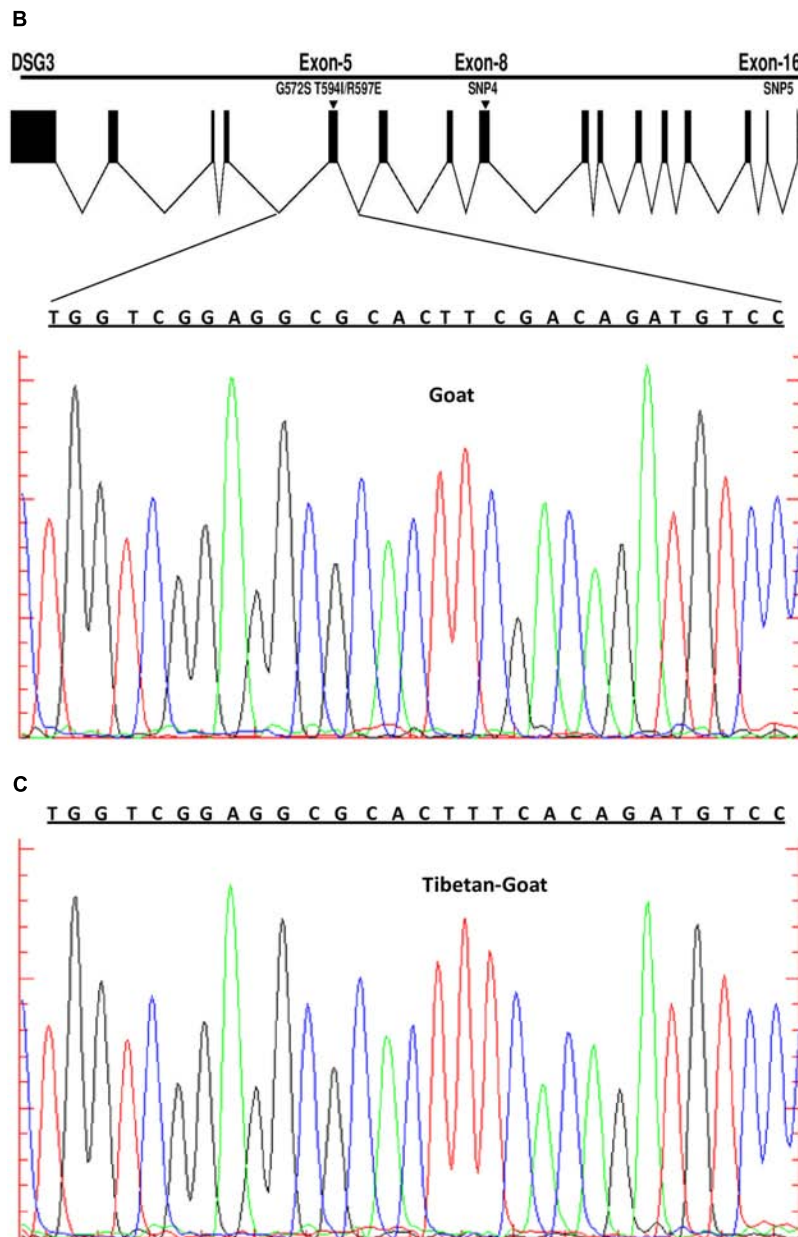 B
DSG3 Exon-5 Exon-8 Exon-16
G572S T594I/R597E SNP4 SNP5
T G G T C G G A G G C G C A C T T C G A C A G A T G T C C
Goat
C
T G G T C G G A G G C G C A C T T T C A C A G A T G T C C
Tibetan-Goat